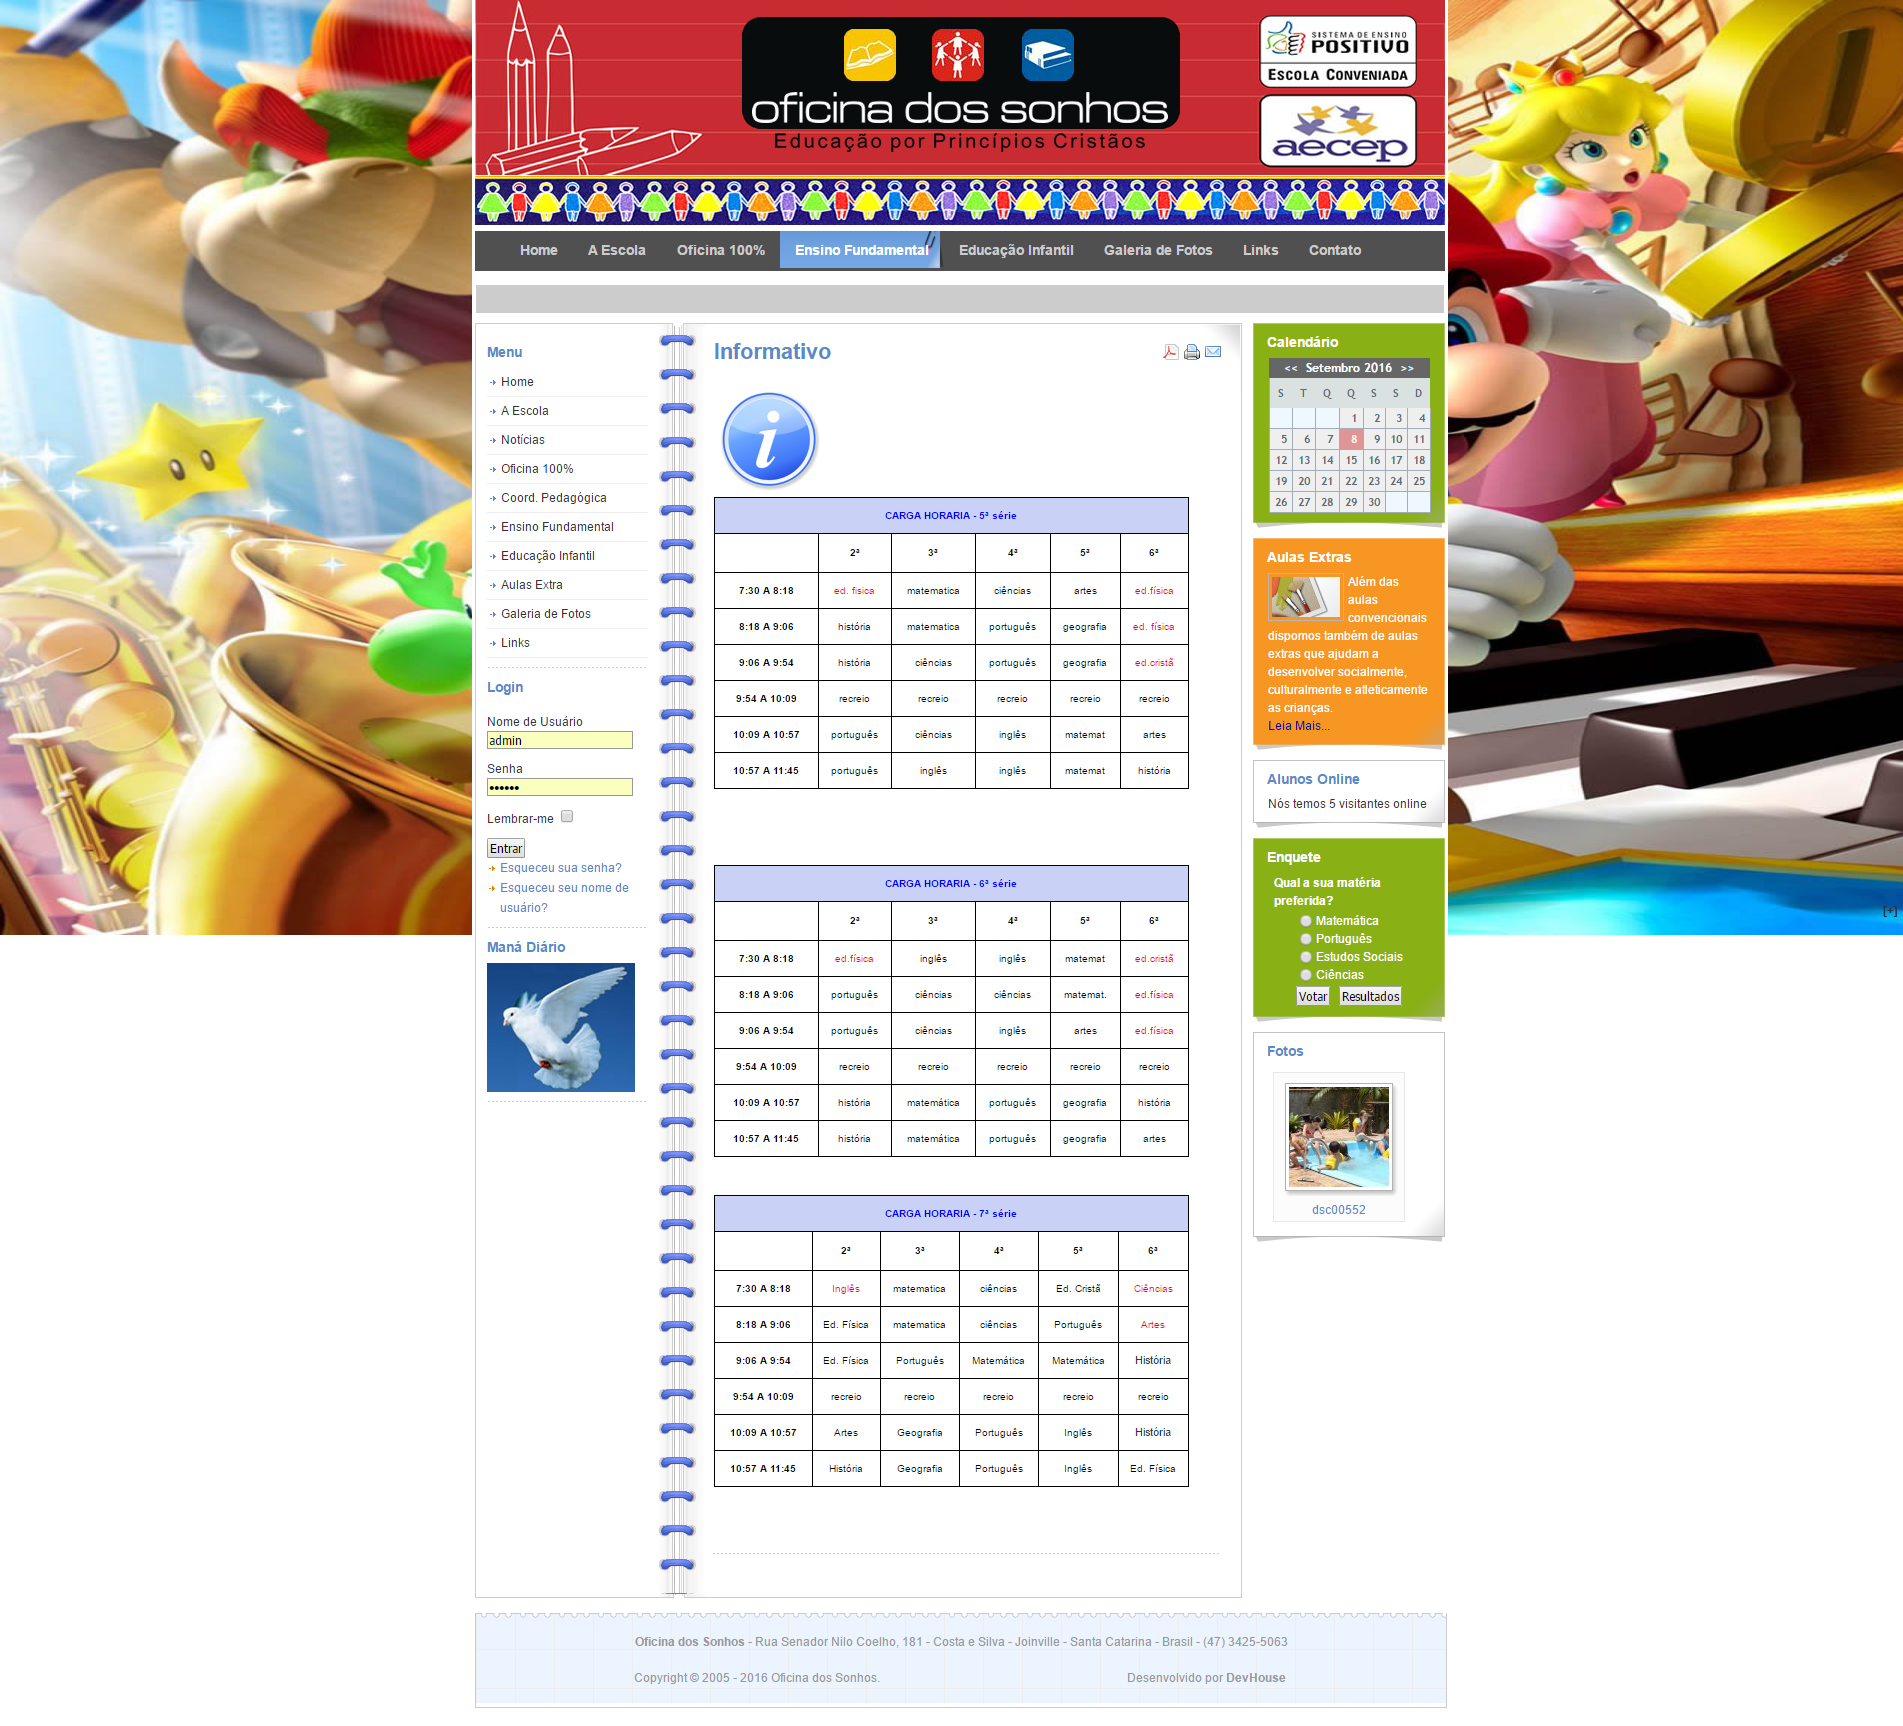 oficina dos sonhos
Educação por Princípios Cristãos
SISTEMA DE ENSINO
POSITIVO
ESCOLA CONVENIADA
aecep
Home A Escola Oficina 100% Ensino Fundamental Educação Infantil Galeria de Fotos Links Contato
Menu
Home
A Escola
Notícias
Oficina 100%
Coord. Pedagógica
Ensino Fundamental
Educação Infantil
Aulas Extra
Galeria de Fotos
Links
Login
Nome de Usuário
admin
Senha
••••••
Lembrar-me
Entrar
Esqueceu sua senha?
Esqueceu seu nome de
usuário?
Maná Diário
Informativo
i
CARGA HORARIA - 5ª série
2ª 3ª 4ª 5ª 6ª
7:30 A 8:18 ed. fisica matematica ciências artes ed.física
8:18 A 9:06 história matematica português geografia ed. física
9:06 A 9:54 história ciências português geografia ed.cristã
9:54 A 10:09 recreio recreio recreio recreio recreio
10:09 A 10:57 português ciências inglês matemat artes
10:57 A 11:45 português inglês inglês matemat história
CARGA HORARIA - 6ª série
2ª 3ª 4ª 5ª 6ª
7:30 A 8:18 ed.física inglês inglês matemat ed.cristã
8:18 A 9:06 português ciências ciências matemat. ed.física
9:06 A 9:54 português ciências inglês artes ed.física
9:54 A 10:09 recreio recreio recreio recreio recreio
10:09 A 10:57 história matemática português geografia história
10:57 A 11:45 história matemática português geografia artes
CARGA HORARIA - 7ª série
2ª 3ª 4ª 5ª 6ª
7:30 A 8:18 Inglês matematica ciências Ed. Cristã Ciências
8:18 A 9:06 Ed. Física matematica ciências Português Artes
9:06 A 9:54 Ed. Física Português Matemática Matemática História
9:54 A 10:09 recreio recreio recreio recreio recreio
10:09 A 10:57 Artes Geografia Português Inglês História
10:57 A 11:45 História Geografia Português Inglês Ed. Física
Calendário
<< Setembro 2016 >>
S T Q Q S S D
1 2 3 4
5 6 7 8 9 10 11
12 13 14 15 16 17 18
19 20 21 22 23 24 25
26 27 28 29 30
Aulas Extras
Além das
aulas
convencionais
dispomos também de aulas
extras que ajudam a
desenvolver socialmente,
culturalmente e atleticamente
as crianças.
Leia Mais...
Alunos Online
Nós temos 5 visitantes online
Enquete
Qual a sua matéria
preferida?
Matemática
Português
Estudos Sociais
Ciências
Votar Resultados
Fotos
dsc00552
[+]
Oficina dos Sonhos - Rua Senador Nilo Coelho, 181 - Costa e Silva - Joinville - Santa Catarina - Brasil - (47) 3425-5063
Copyright © 2005 - 2016 Oficina dos Sonhos. Desenvolvido por DevHouse